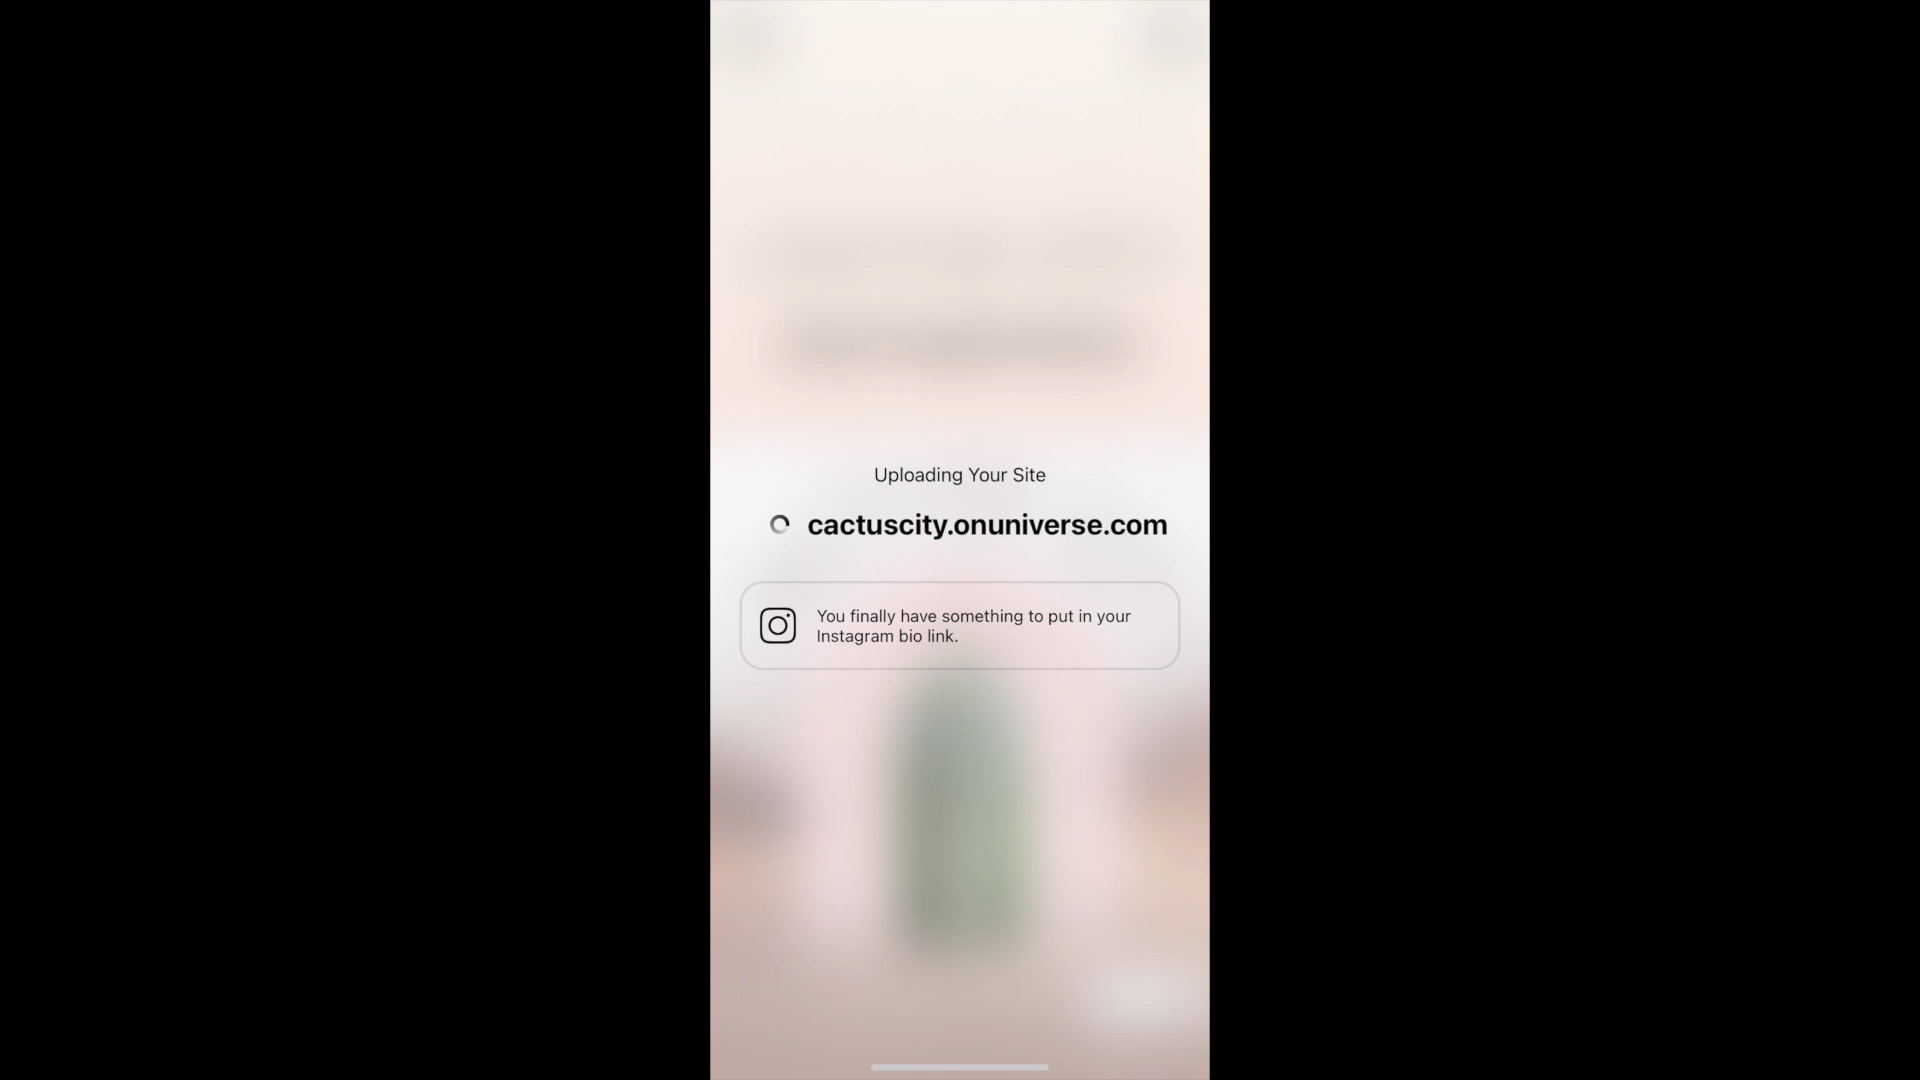 Uploading Your Site
cactuscity.onuniverse.com
You finally have something to put in your
Instagram bio link.